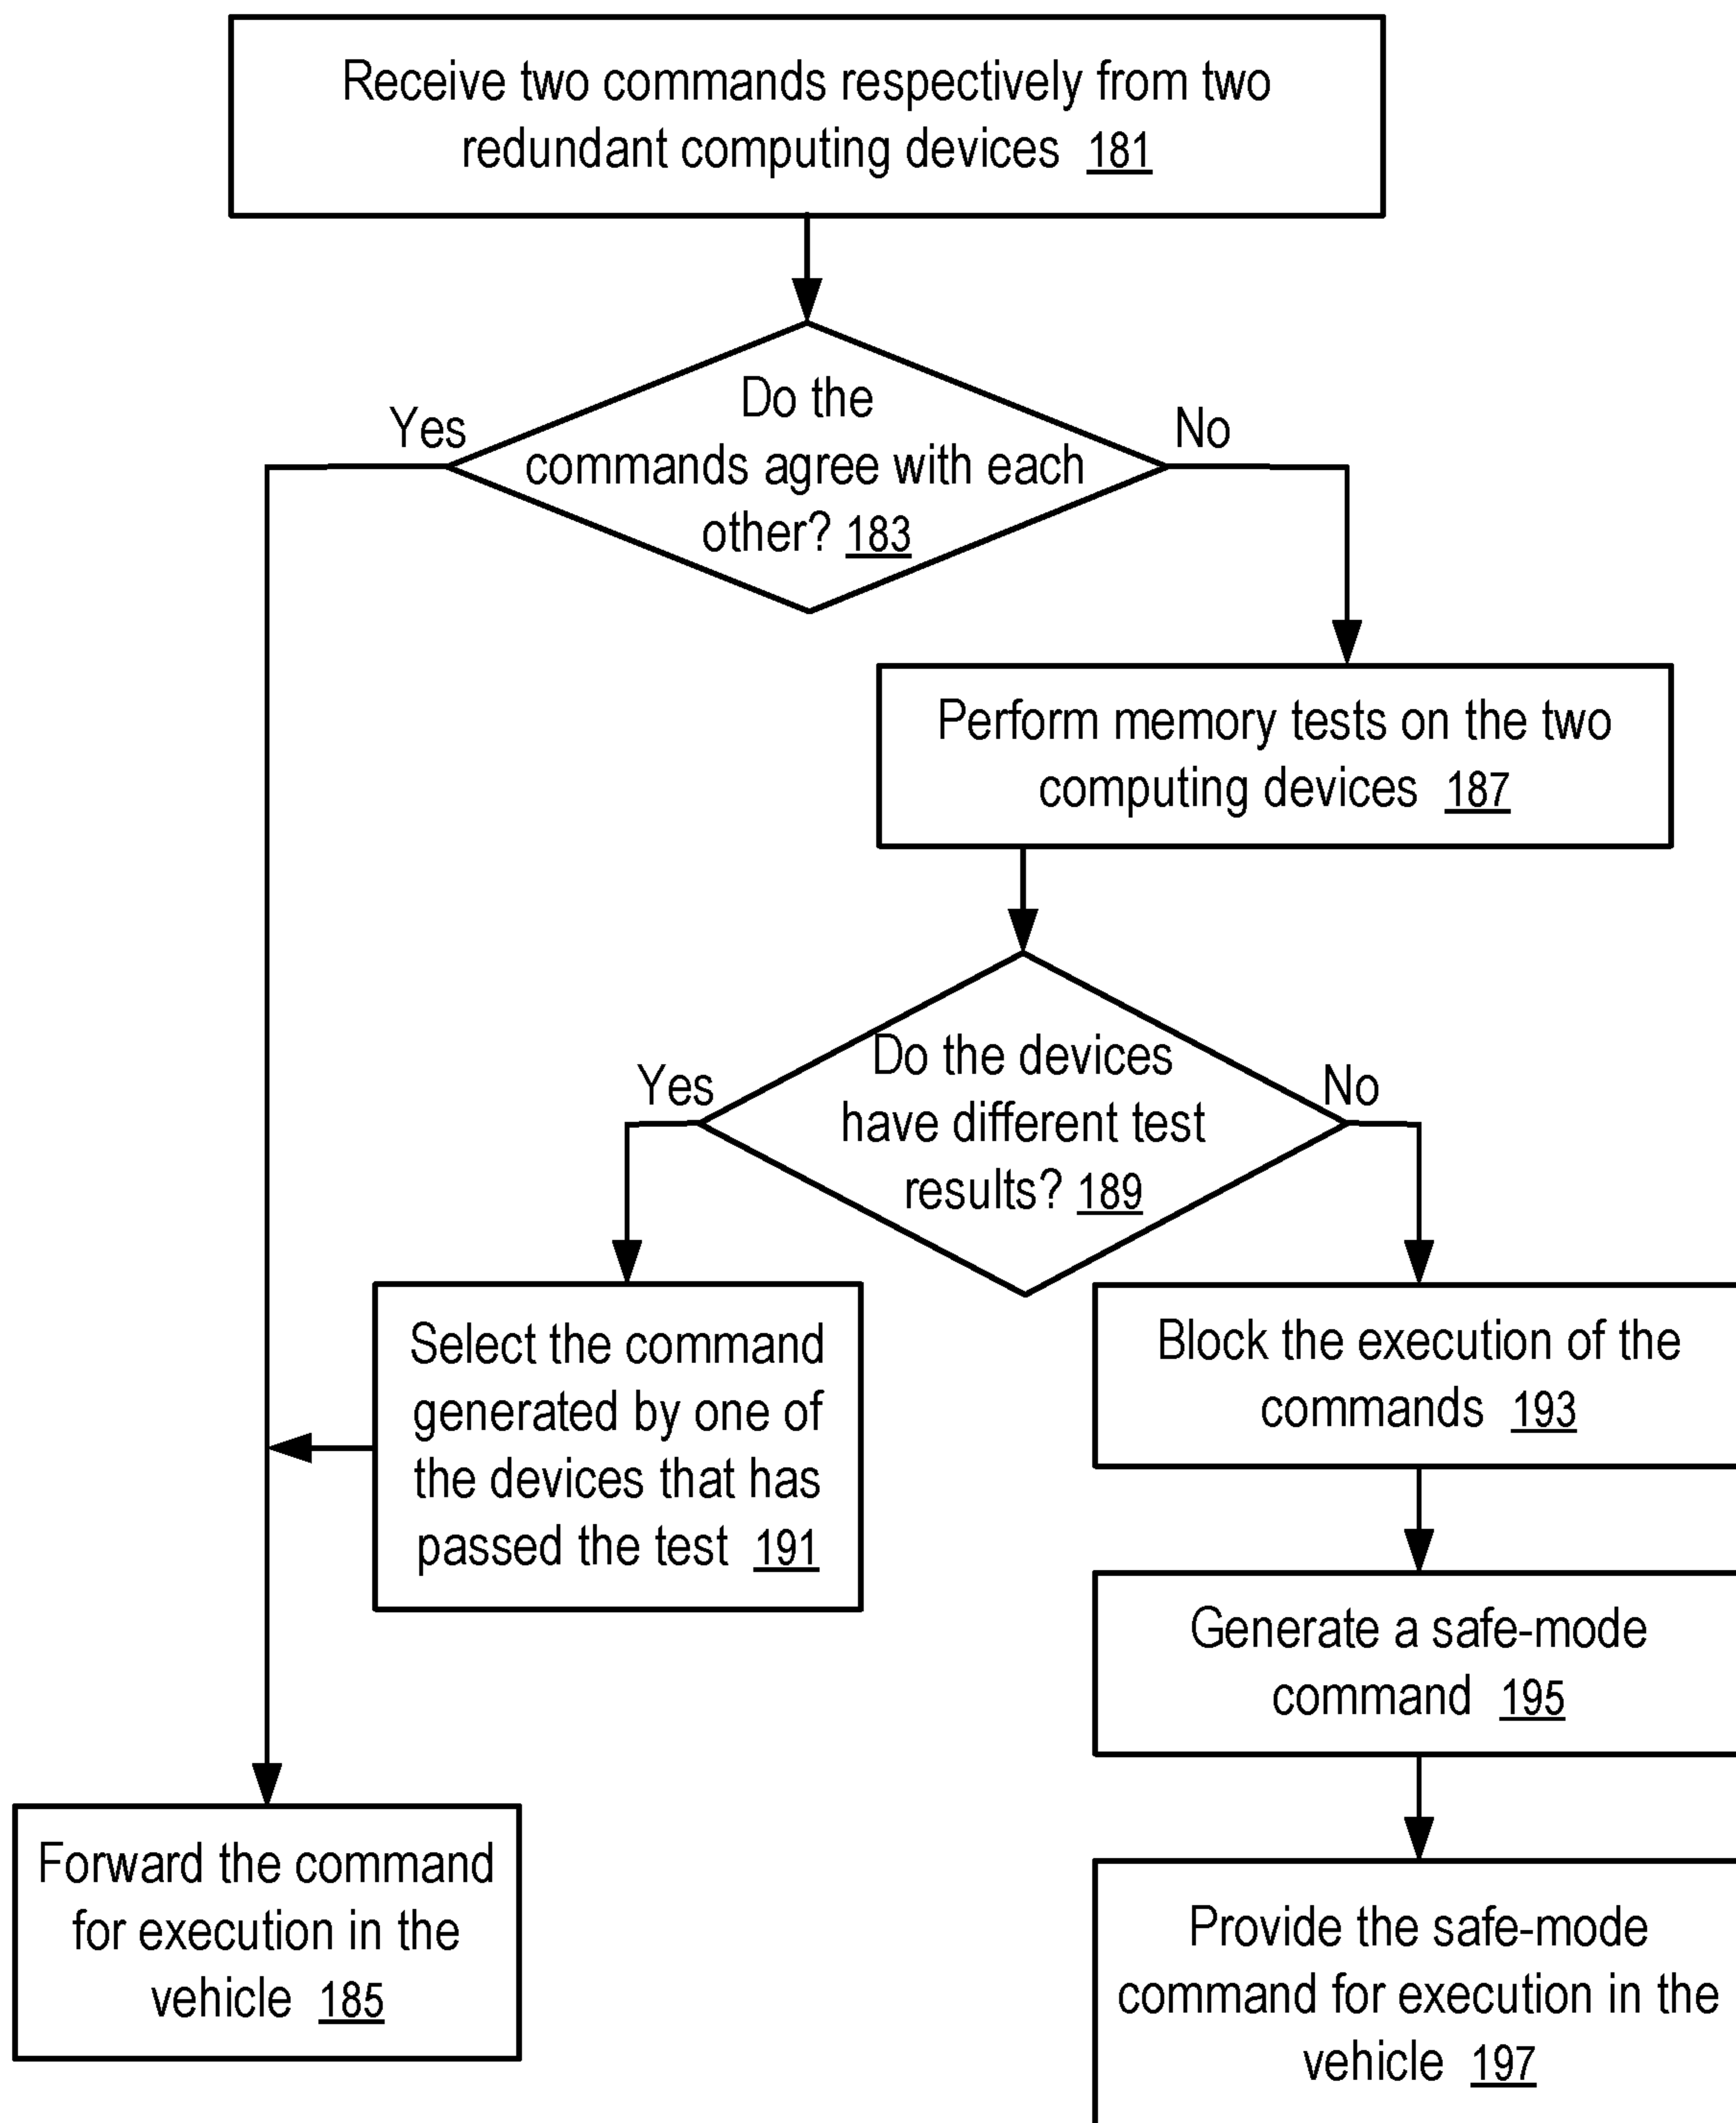 Receive two commands respectively from two
redundant computing devices 181
Do the
commands agree with each
other? 183
Yes
No
Perform memory tests on the two
computing devices 187
Do the devices
have different test
results? 189
Yes
No
Select the command
generated by one of
the devices that has
passed the test 191
Block the execution of the
commands 193
Generate a safe-mode
command 195
Forward the command
for execution in the
vehicle 185
Provide the safe-mode
command for execution in the
vehicle 197